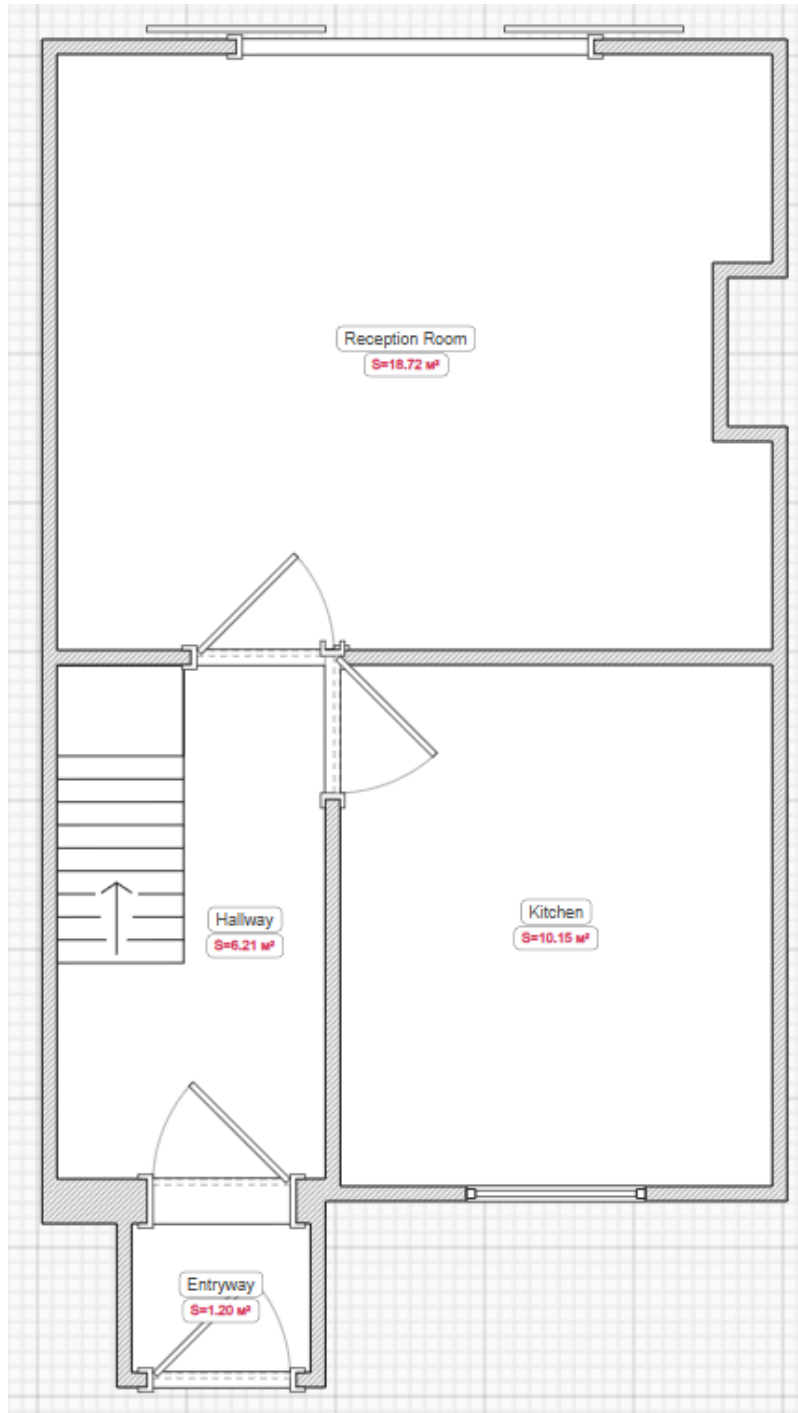 Reception Room
S=18.72 м²
Hallway
S=6.21 м²
Kitchen
S=10.15 м²
Entryway
S=1.20 м²